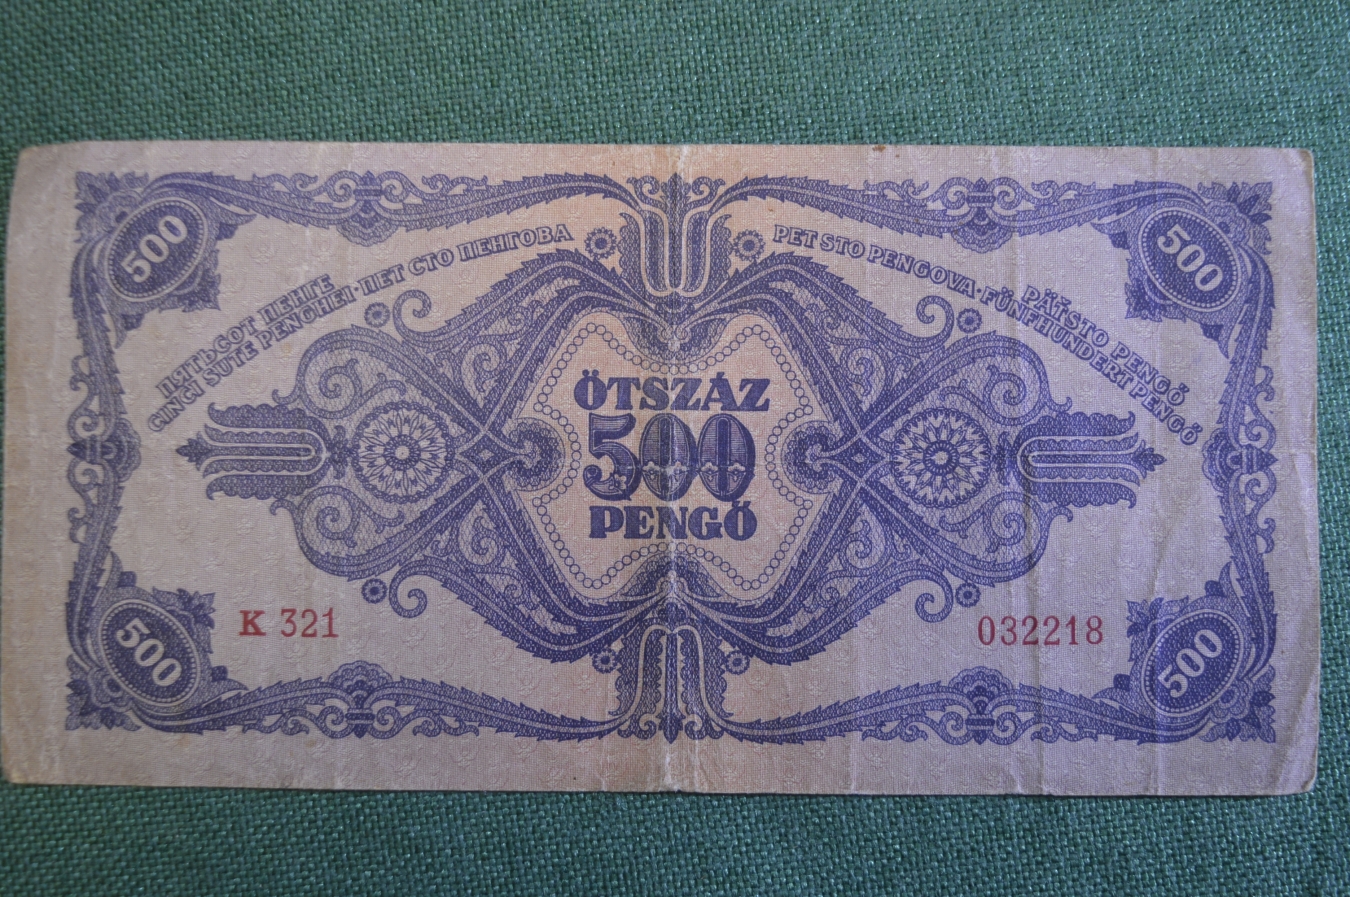 500
500
ПЯТЬСОТ ПЕНГЕ
CINCI SUTE PENGHEI · ПЕТ СТО ПЕНГОВА
PET STO PENGOVA · FÜNFHUNDERT PENGŐ
PÄŤSTO PENGŐ
ÖTSZÁZ
500
PENGŐ
K 321
032218
500
500